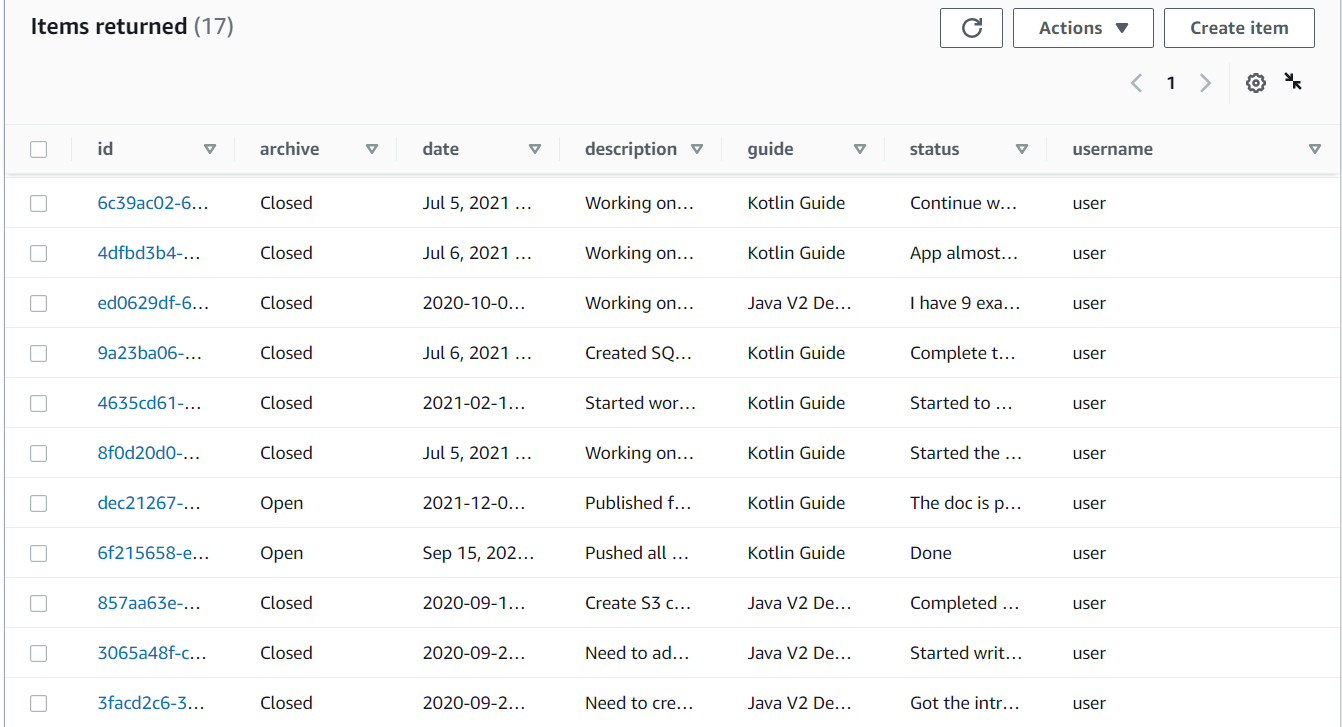 Items returned (17)
Actions
Create item
1
id archive date description guide status username
6c39ac02-6... Closed Jul 5, 2021 ... Working on... Kotlin Guide Continue w... user
4dfbd3b4-... Closed Jul 6, 2021 ... Working on... Kotlin Guide App almost... user
ed0629df-6... Closed 2020-10-0... Working on... Java V2 De... I have 9 exa... user
9a23ba06-... Closed Jul 6, 2021 ... Created SQ... Kotlin Guide Complete t... user
4635cd61-... Closed 2021-02-1... Started wor... Kotlin Guide Started to ... user
8f0d20d0-... Closed Jul 5, 2021 ... Working on... Kotlin Guide Started the ... user
dec21267-... Open 2021-12-0... Published f... Kotlin Guide The doc is p... user
6f215658-e... Open Sep 15, 202... Pushed all ... Kotlin Guide Done user
857aa63e-... Closed 2020-09-1... Create S3 c... Java V2 De... Completed ... user
3065a48f-c... Closed 2020-09-2... Need to ad... Java V2 De... Started writ... user
3facd2c6-3... Closed 2020-09-2... Need to cre... Java V2 De... Got the intr... user